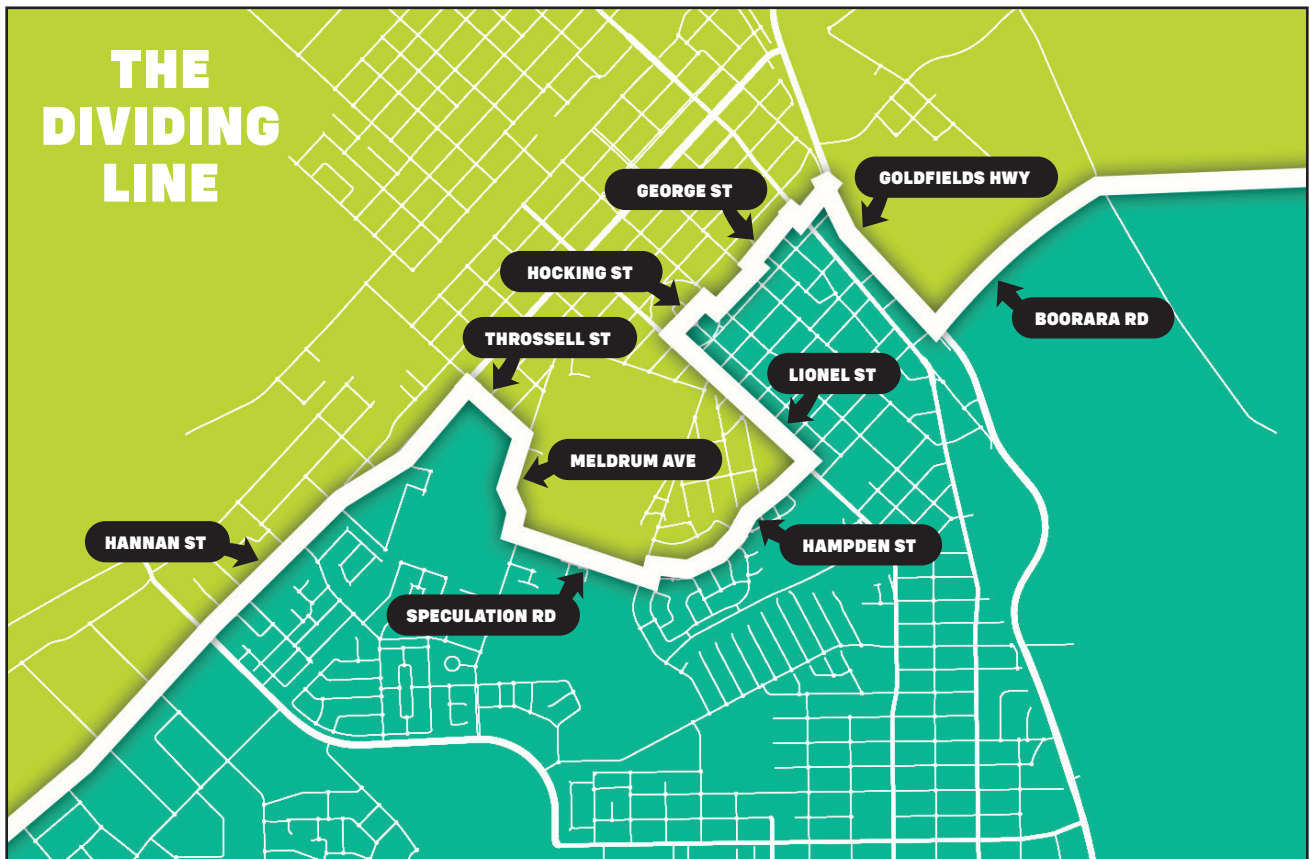 THE
DIVIDING
LINE
GEORGE ST
GOLDFIELDS HWY
HOCKING ST
BOORARA RD
THROSSELL ST
LIONEL ST
MELDRUM AVE
HANNAN ST
HAMPDEN ST
SPECULATION RD